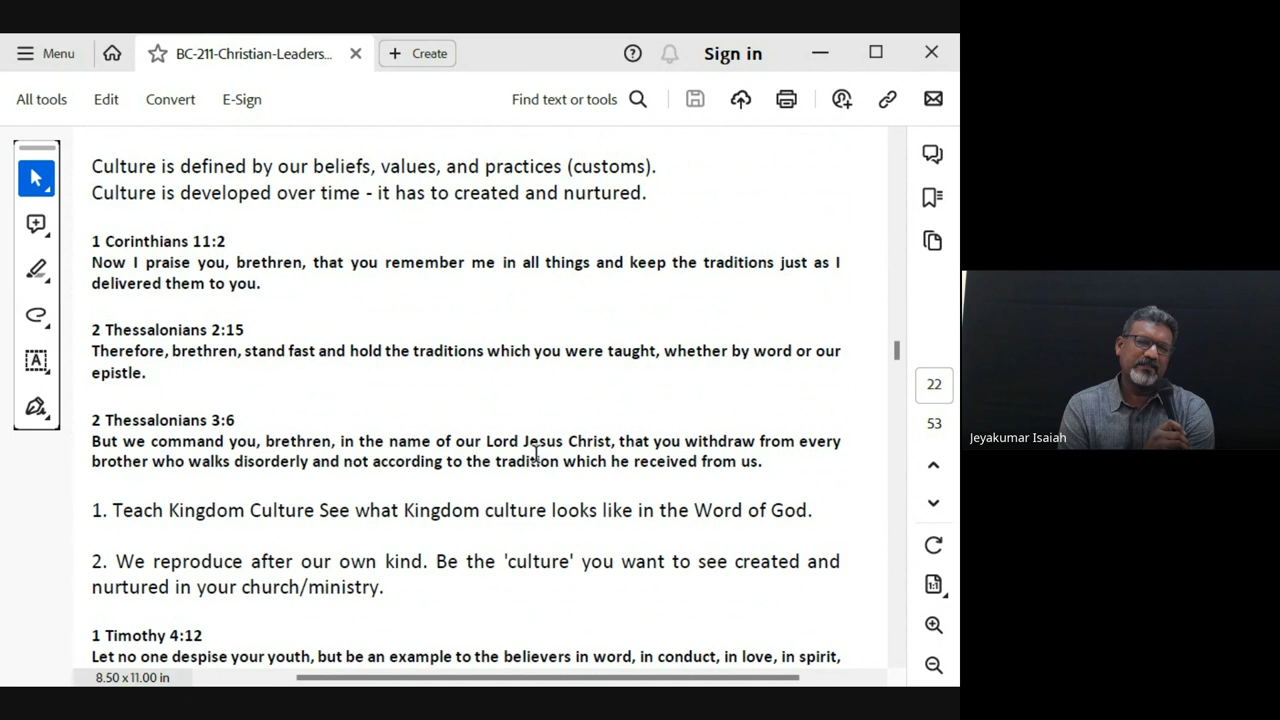 Menu
BC-211-Christian-Leaders...
Create
Sign in
All tools
Edit
Convert
E-Sign
Find text or tools
Culture is defined by our beliefs, values, and practices (customs).
Culture is developed over time - it has to created and nurtured.
1 Corinthians 11:2
Now I praise you, brethren, that you remember me in all things and keep the traditions just as I
delivered them to you.
2 Thessalonians 2:15
Therefore, brethren, stand fast and hold the traditions which you were taught, whether by word or our
epistle.
2 Thessalonians 3:6
But we command you, brethren, in the name of our Lord Jesus Christ, that you withdraw from every
brother who walks disorderly and not according to the tradition which he received from us.
1. Teach Kingdom Culture See what Kingdom culture looks like in the Word of God.
2. We reproduce after our own kind. Be the 'culture' you want to see created and
nurtured in your church/ministry.
1 Timothy 4:12
Let no one despise your youth, but be an example to the believers in word, in conduct, in love, in spirit,
8.50 x 11.00 in
22
53
1:1
Jeyakumar Isaiah